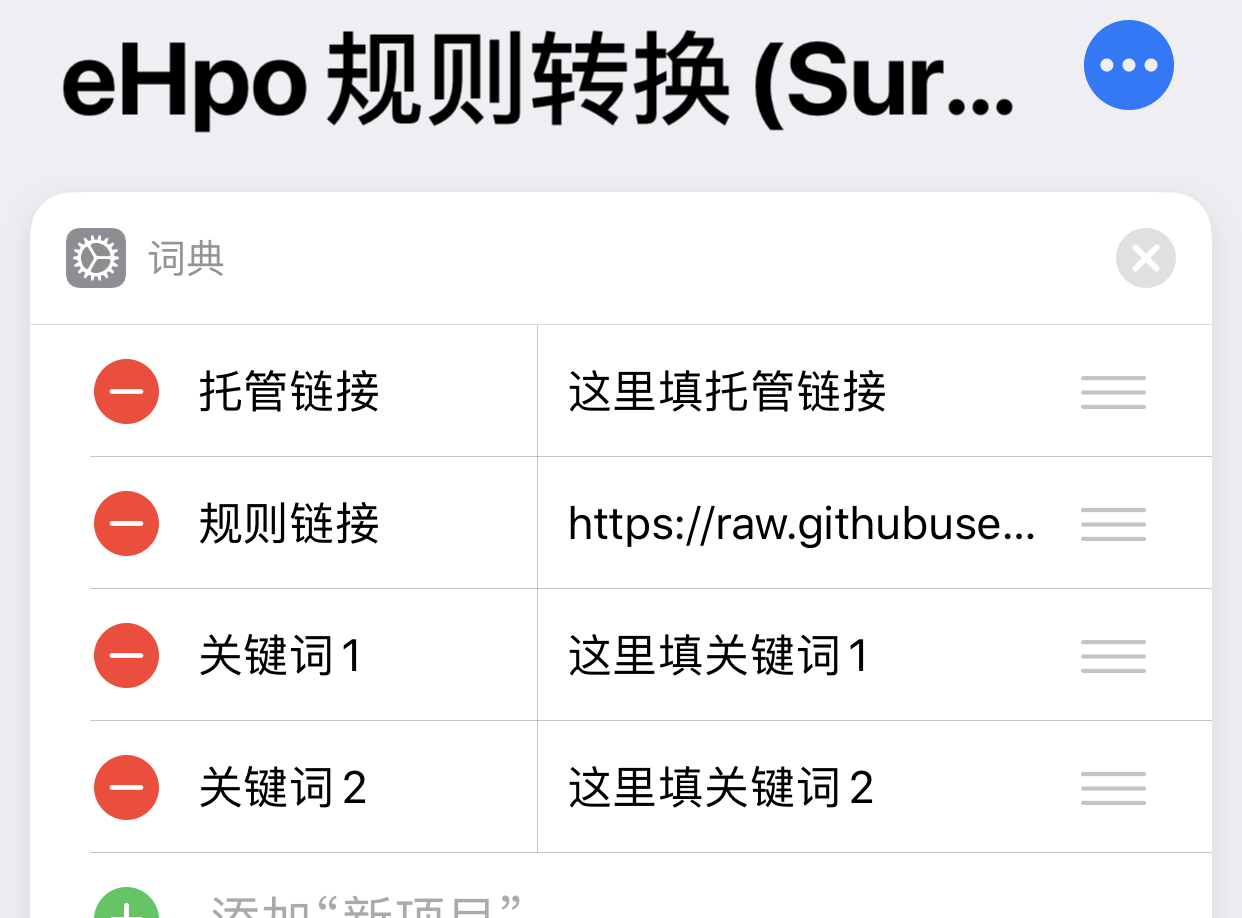 eHpo 规则转换 (Sur...
词典
托管链接 这里填托管链接
规则链接 https://raw.githubuse...
关键词1 这里填关键词1
关键词2 这里填关键词2
添加“新项目”